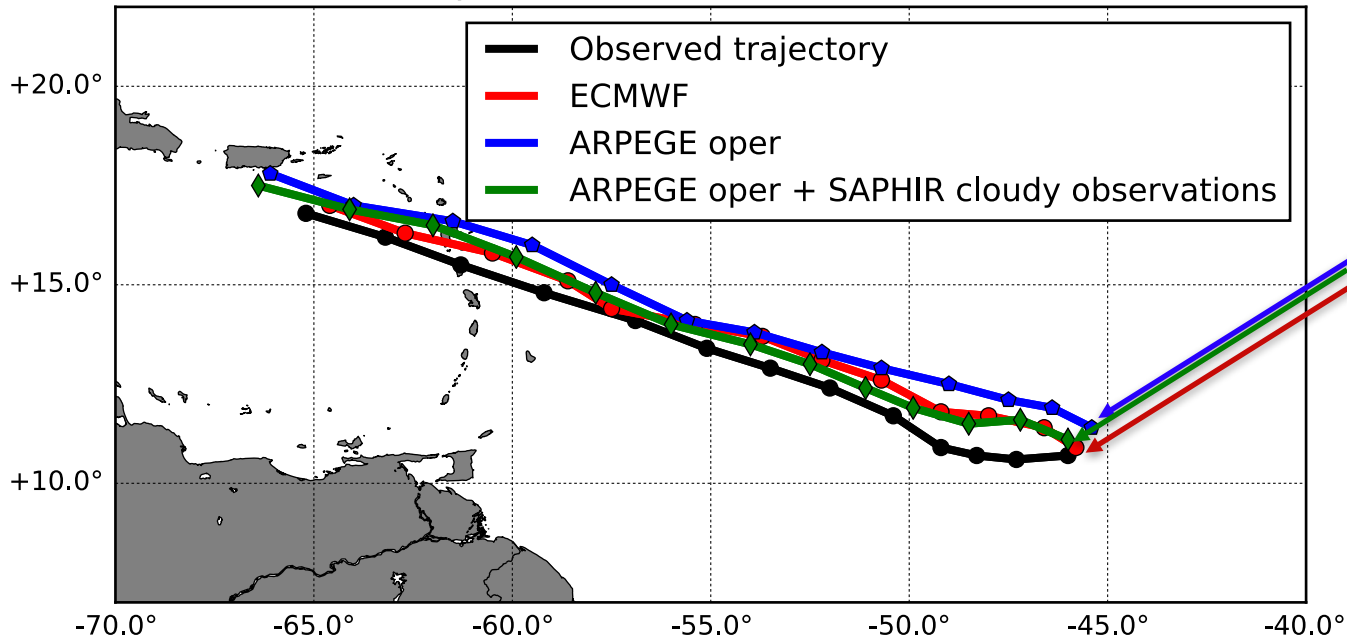 Observed trajectory
ECMWF
ARPEGE oper
ARPEGE oper + SAPHIR cloudy observations
+20.0°
+15.0°
+10.0°
-70.0° -65.0° -60.0° -55.0° -50.0° -45.0° -40.0°